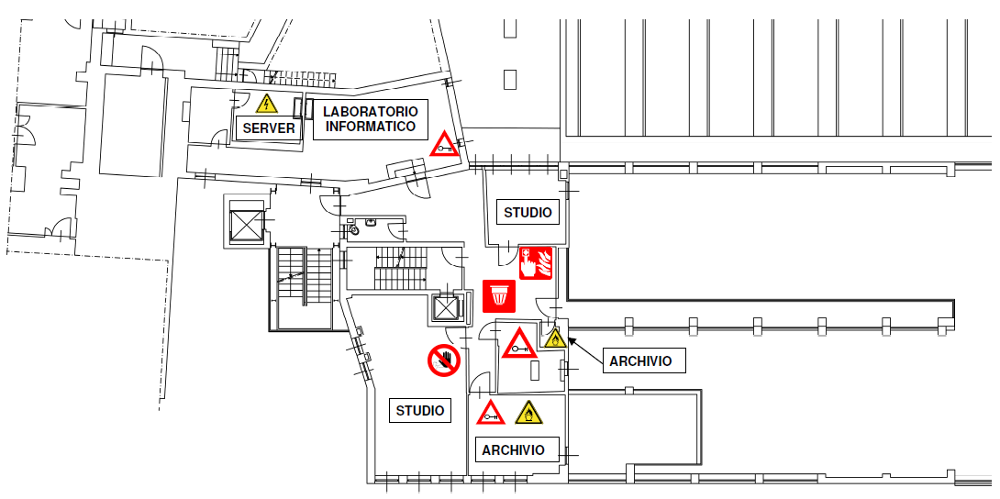 SERVER
LABORATORIO
INFORMATICO
STUDIO
ARCHIVIO
STUDIO
ARCHIVIO